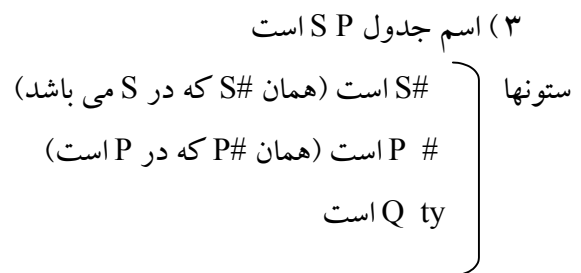 ۳) اسم جدول S P است
ستونها S# است (همان S# که در S می باشد)
P # است (همان P# که در P است)
Q ty است